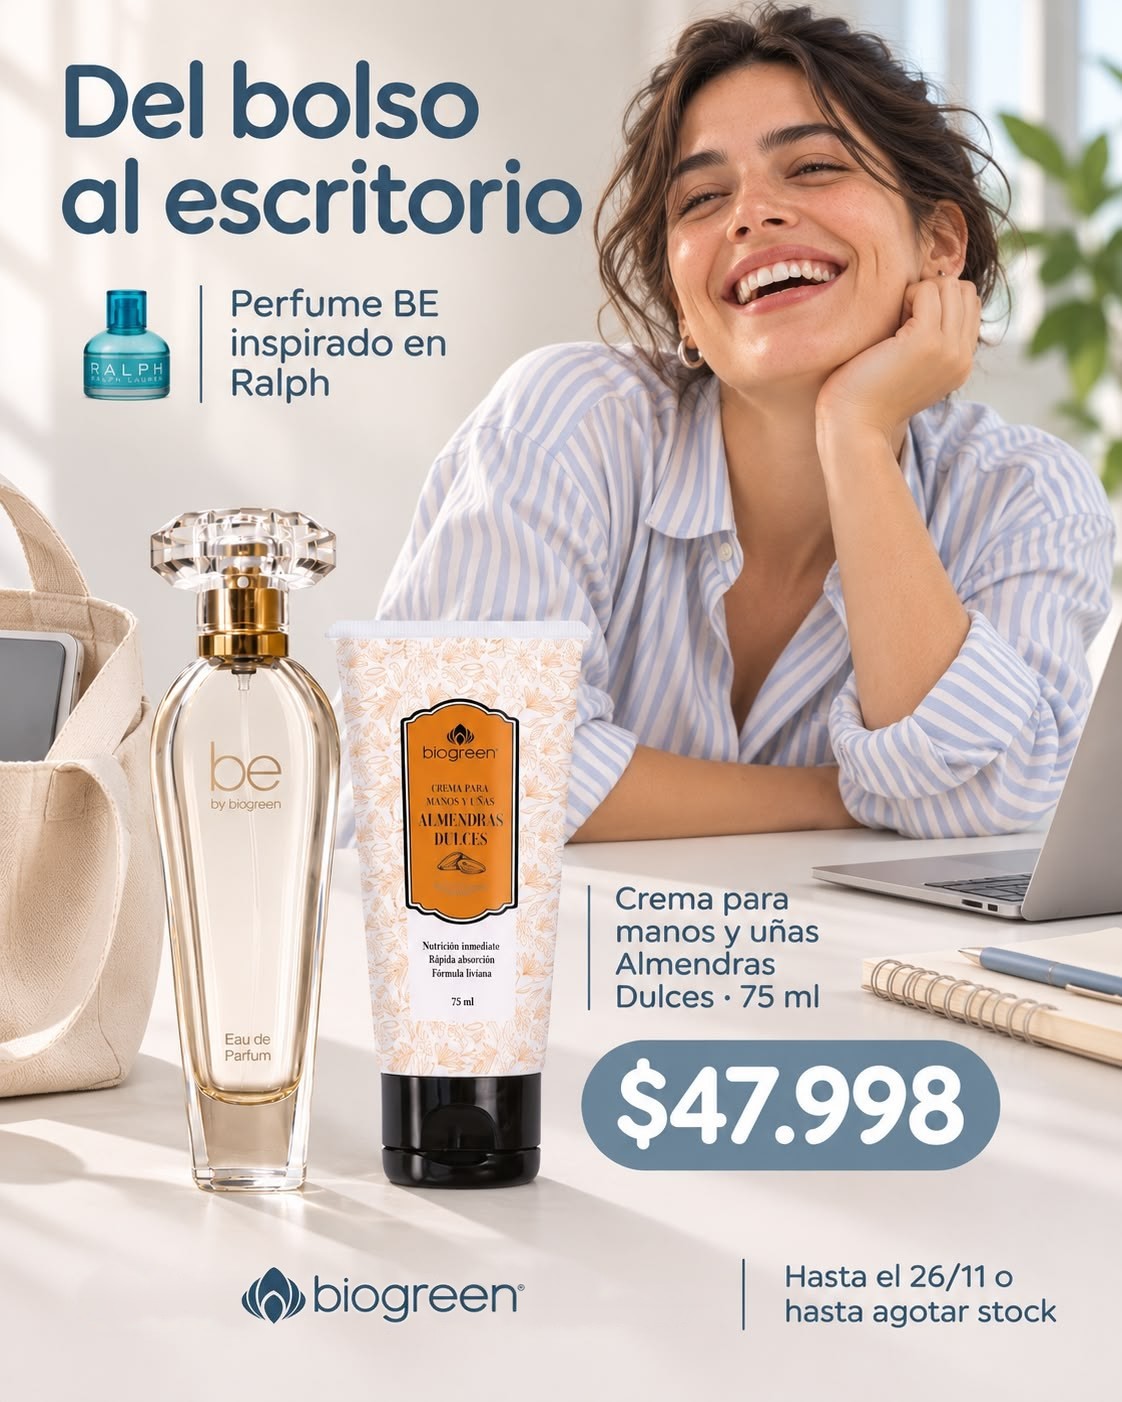 Del bolso
al escritorio
RALPH
RALPH LAUREN
Perfume BE
inspirado en
Ralph
be
by biogreen
Eau de
Parfum
biogreen
CREMA PARA
MANOS Y UÑAS
ALMENDRAS
DULCES
Nutrición inmediate
Rápida absorción
Fórmula liviana
75 ml
Crema para
manos y uñas
Almendras
Dulces · 75 ml
$47.998
biogreen®
Hasta el 26/11 o
hasta agotar stock